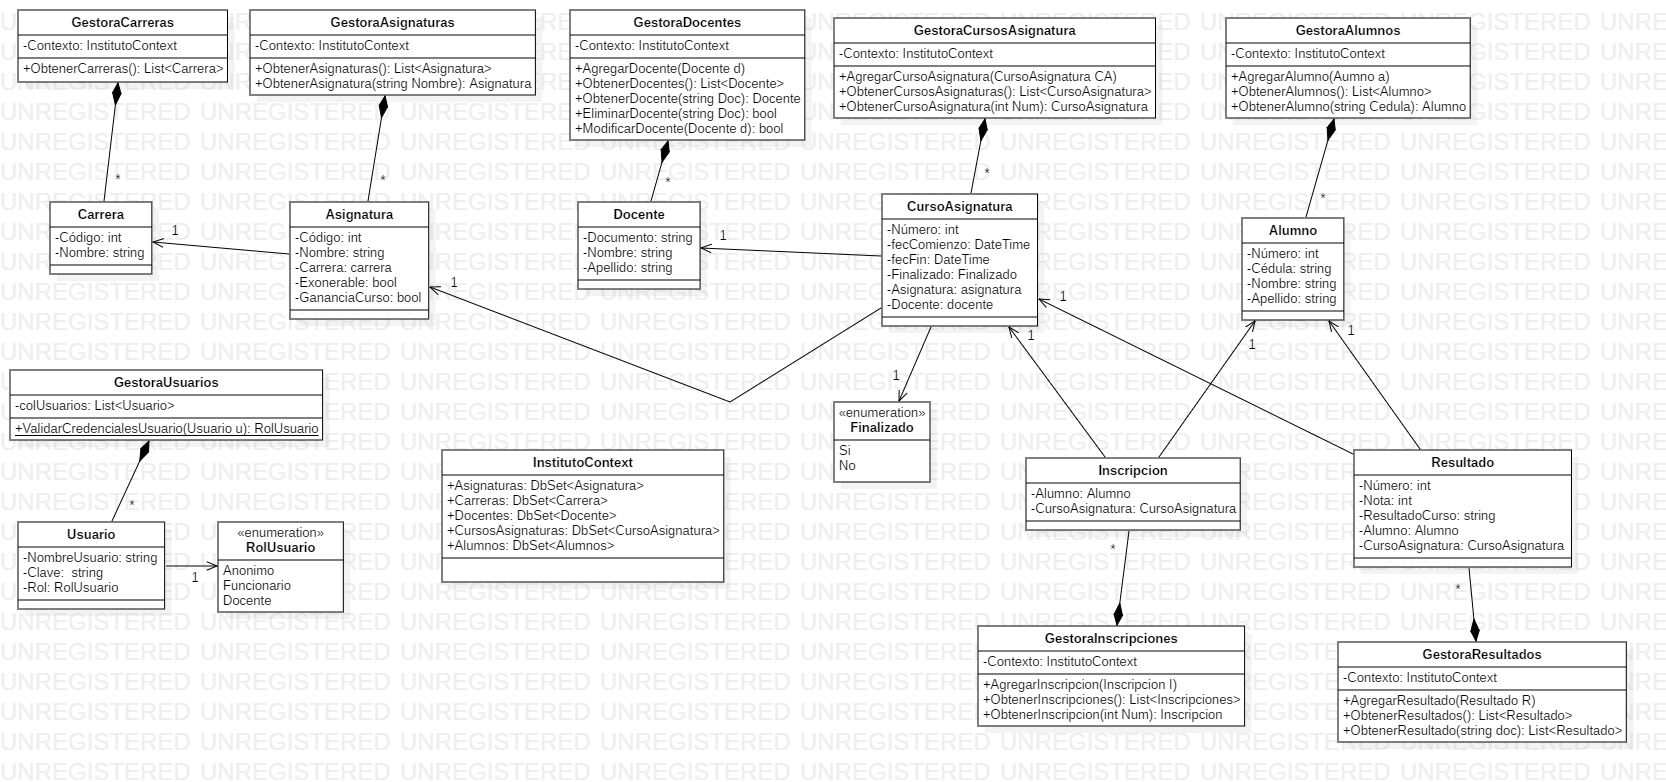 GestoraCarreras
-Contexto: InstitutoContext
+ObtenerCarreras(): List<Carrera>
GestoraAsignaturas
-Contexto: InstitutoContext
+ObtenerAsignaturas(): List<Asignatura>
+ObtenerAsignatura(string Nombre): Asignatura
GestoraDocentes
-Contexto: InstitutoContext
+AgregarDocente(Docente d)
+ObtenerDocentes(): List<Docente>
+ObtenerDocente(string Doc): Docente
+EliminarDocente(string Doc): bool
+ModificarDocente(Docente d): bool
GestoraCursosAsignatura
-Contexto: InstitutoContext
+AgregarCursoAsignatura(CursoAsignatura CA)
+ObtenerCursosAsignaturas(): List<CursoAsignatura>
+ObtenerCursoAsignatura(int Num): CursoAsignatura
GestoraAlumnos
-Contexto: InstitutoContext
+AgregarAlumno(Aumno a)
+ObtenerAlumnos(): List<Alumno>
+ObtenerAlumno(string Cedula): Alumno
*
*
*
*
*
Carrera
-Código: int
-Nombre: string
1
Asignatura
-Código: int
-Nombre: string
-Carrera: carrera
-Exonerable: bool
-GananciaCurso: bool
1
Docente
-Documento: string
-Nombre: string
-Apellido: string
1
CursoAsignatura
-Número: int
-fecComienzo: DateTime
-fecFin: DateTime
-Finalizado: Finalizado
-Asignatura: asignatura
-Docente: docente
1
1
1
Alumno
-Número: int
-Cédula: string
-Nombre: string
-Apellido: string
1
1
GestoraUsuarios
-colUsuarios: List<Usuario>
+ValidarCredencialesUsuario(Usuario u): RolUsuario
*
Usuario
-NombreUsuario: string
-Clave:  string
-Rol: RolUsuario
1
«enumeration»
RolUsuario
Anonimo
Funcionario
Docente
InstitutoContext
+Asignaturas: DbSet<Asignatura>
+Carreras: DbSet<Carrera>
+Docentes: DbSet<Docente>
+CursosAsignaturas: DbSet<CursoAsignatura>
+Alumnos: DbSet<Alumnos>
«enumeration»
Finalizado
Si
No
Inscripcion
-Alumno: Alumno
-CursoAsignatura: CursoAsignatura
*
Resultado
-Número: int
-Nota: int
-ResultadoCurso: string
-Alumno: Alumno
-CursoAsignatura: CursoAsignatura
*
GestoraInscripciones
-Contexto: InstitutoContext
+AgregarInscripcion(Inscripcion I)
+ObtenerInscripciones(): List<Inscripciones>
+ObtenerInscripcion(int Num): Inscripcion
GestoraResultados
-Contexto: InstitutoContext
+AgregarResultado(Resultado R)
+ObtenerResultados(): List<Resultado>
+ObtenerResultado(string doc): List<Resultado>
UNREGISTERED